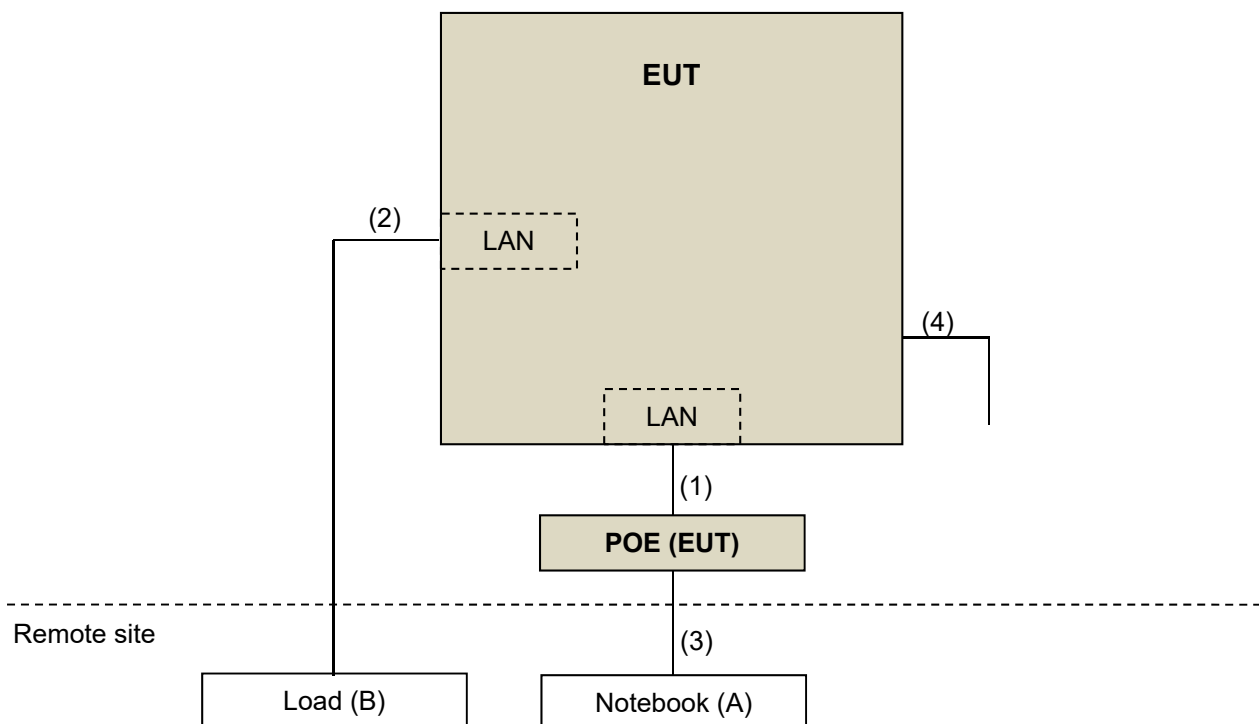 EUT
(2)
LAN
(4)
LAN
(1)
POE (EUT)
Remote site
(3)
Load (B)
Notebook (A)